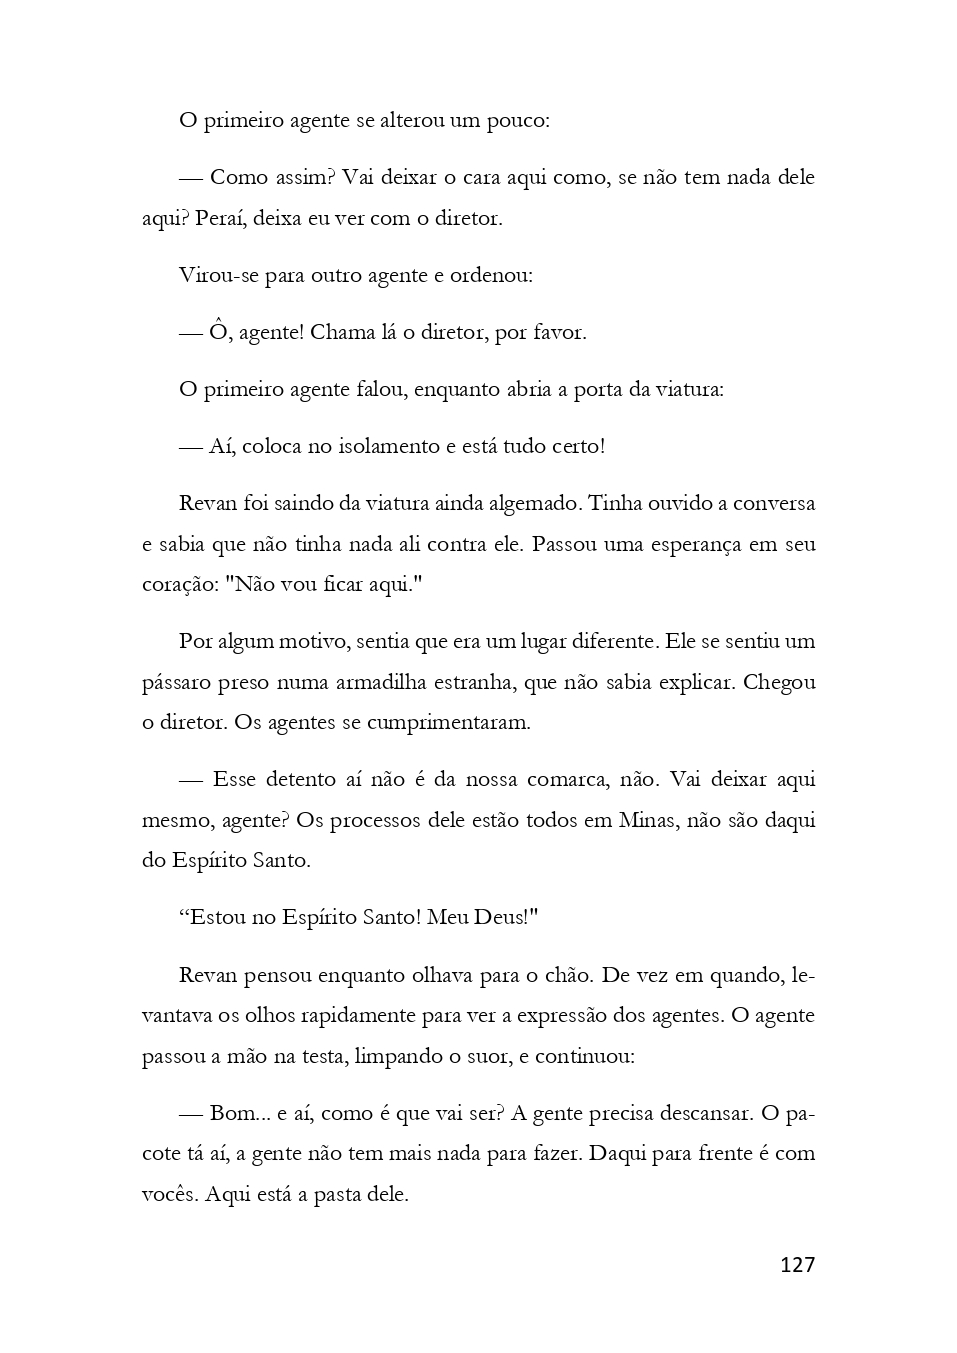 O primeiro agente se alterou um pouco:
— Como assim? Vai deixar o cara aqui como, se não tem nada dele
aqui? Peraí, deixa eu ver com o diretor.
Virou-se para outro agente e ordenou:
— Ô, agente! Chama lá o diretor, por favor.
O primeiro agente falou, enquanto abria a porta da viatura:
— Aí, coloca no isolamento e está tudo certo!
Revan foi saindo da viatura ainda algemado. Tinha ouvido a conversa
e sabia que não tinha nada ali contra ele. Passou uma esperança em seu
coração: "Não vou ficar aqui."
Por algum motivo, sentia que era um lugar diferente. Ele se sentiu um
pássaro preso numa armadilha estranha, que não sabia explicar. Chegou
o diretor. Os agentes se cumprimentaram.
— Esse detento aí não é da nossa comarca, não. Vai deixar aqui
mesmo, agente? Os processos dele estão todos em Minas, não são daqui
do Espírito Santo.
“Estou no Espírito Santo! Meu Deus!"
Revan pensou enquanto olhava para o chão. De vez em quando, le-
vantava os olhos rapidamente para ver a expressão dos agentes. O agente
passou a mão na testa, limpando o suor, e continuou:
— Bom... e aí, como é que vai ser? A gente precisa descansar. O pa-
cote tá aí, a gente não tem mais nada para fazer. Daqui para frente é com
vocês. Aqui está a pasta dele.
127